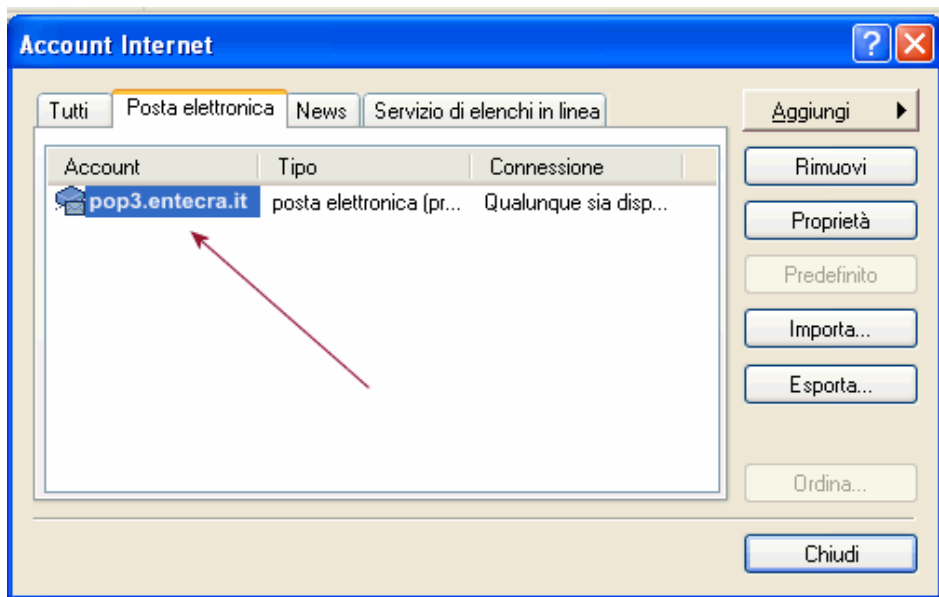 Account Internet
Tutti Posta elettronica News Servizio di elenchi in linea
Aggiungi
Account Tipo Connessione
Rimuovi
pop3.entecra.it posta elettronica (pr... Qualunque sia disp...
Proprietà
Predefinito
Importa...
Esporta...
Ordina...
Chiudi